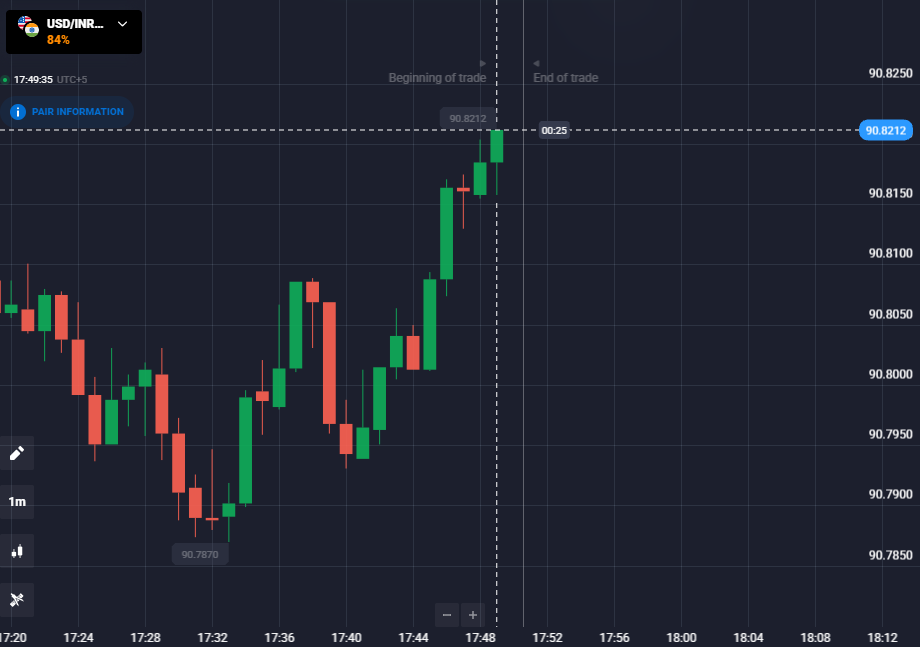 USD/INR...
84%
17:49:35 UTC+5
PAIR INFORMATION
Beginning of trade
End of trade
90.8250
90.8212
00:25
90.8212
90.8150
90.8100
90.8050
90.8000
90.7950
90.7900
90.7850
90.7870
1m
17:20 17:24 17:28 17:32 17:36 17:40 17:44 17:48 17:52 17:56 18:00 18:04 18:08 18:12